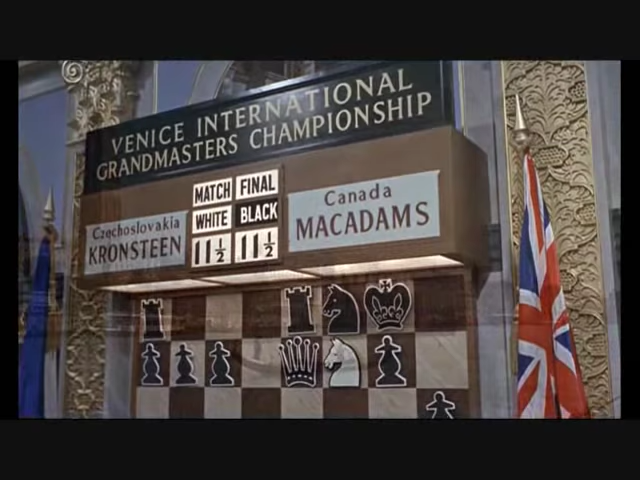 VENICE INTERNATIONAL
GRANDMASTERS CHAMPIONSHIP
MATCH FINAL
WHITE BLACK
11½ 11½
Czechoslovakia
KRONSTEEN
Canada
MACADAMS